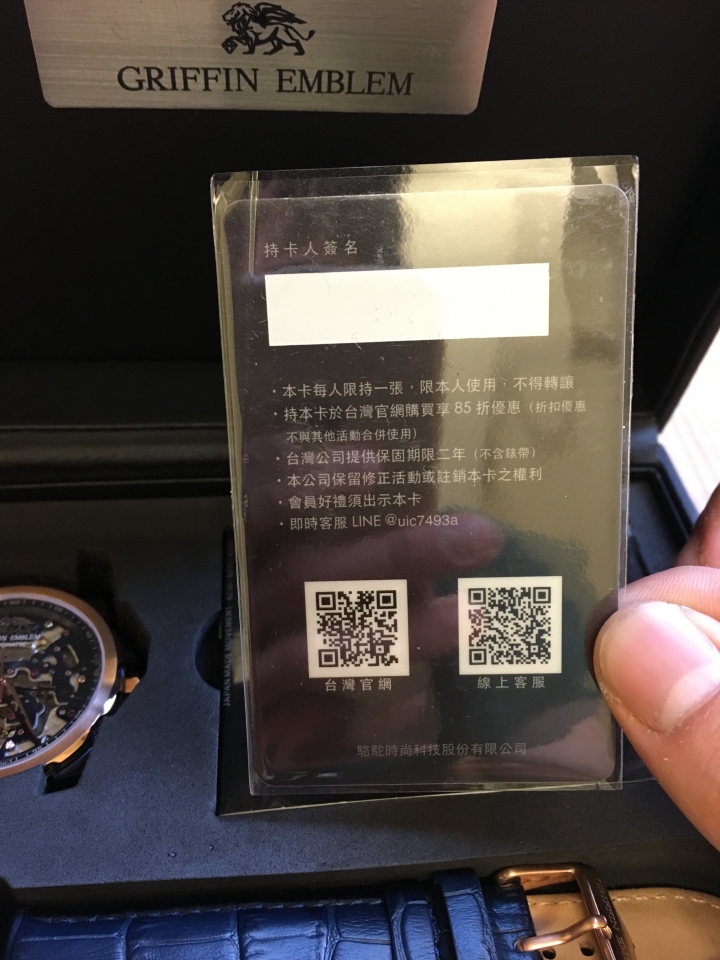 GRIFFIN EMBLEM
持卡人簽名
・本卡每人限持一張，限本人使用，不得轉讓
・持本卡於台灣官網購買享 85 折優惠（折扣優惠
不與其他活動合併使用）
・台灣公司提供保固期限二年（不含錶帶）
・本公司保留修正活動或註銷本卡之權利
・會員好禮須出示本卡
・即時客服 LINE @uic7493a
台灣官網
線上客服
駱駝時尚科技股份有限公司
EMBLEM
JAPAN MADE MOVEMENT